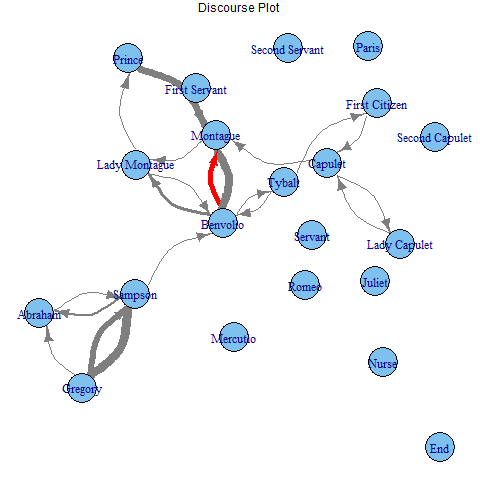 Discourse Plot
Second Servant
Paris
Prince
First Servant
First Citizen
Montague
Second Capulet
Lady Montague
Capulet
Tybalt
Benvolio
Servant
Lady Capulet
Romeo
Juliet
Sampson
Abraham
Mercutio
Nurse
Gregory
End